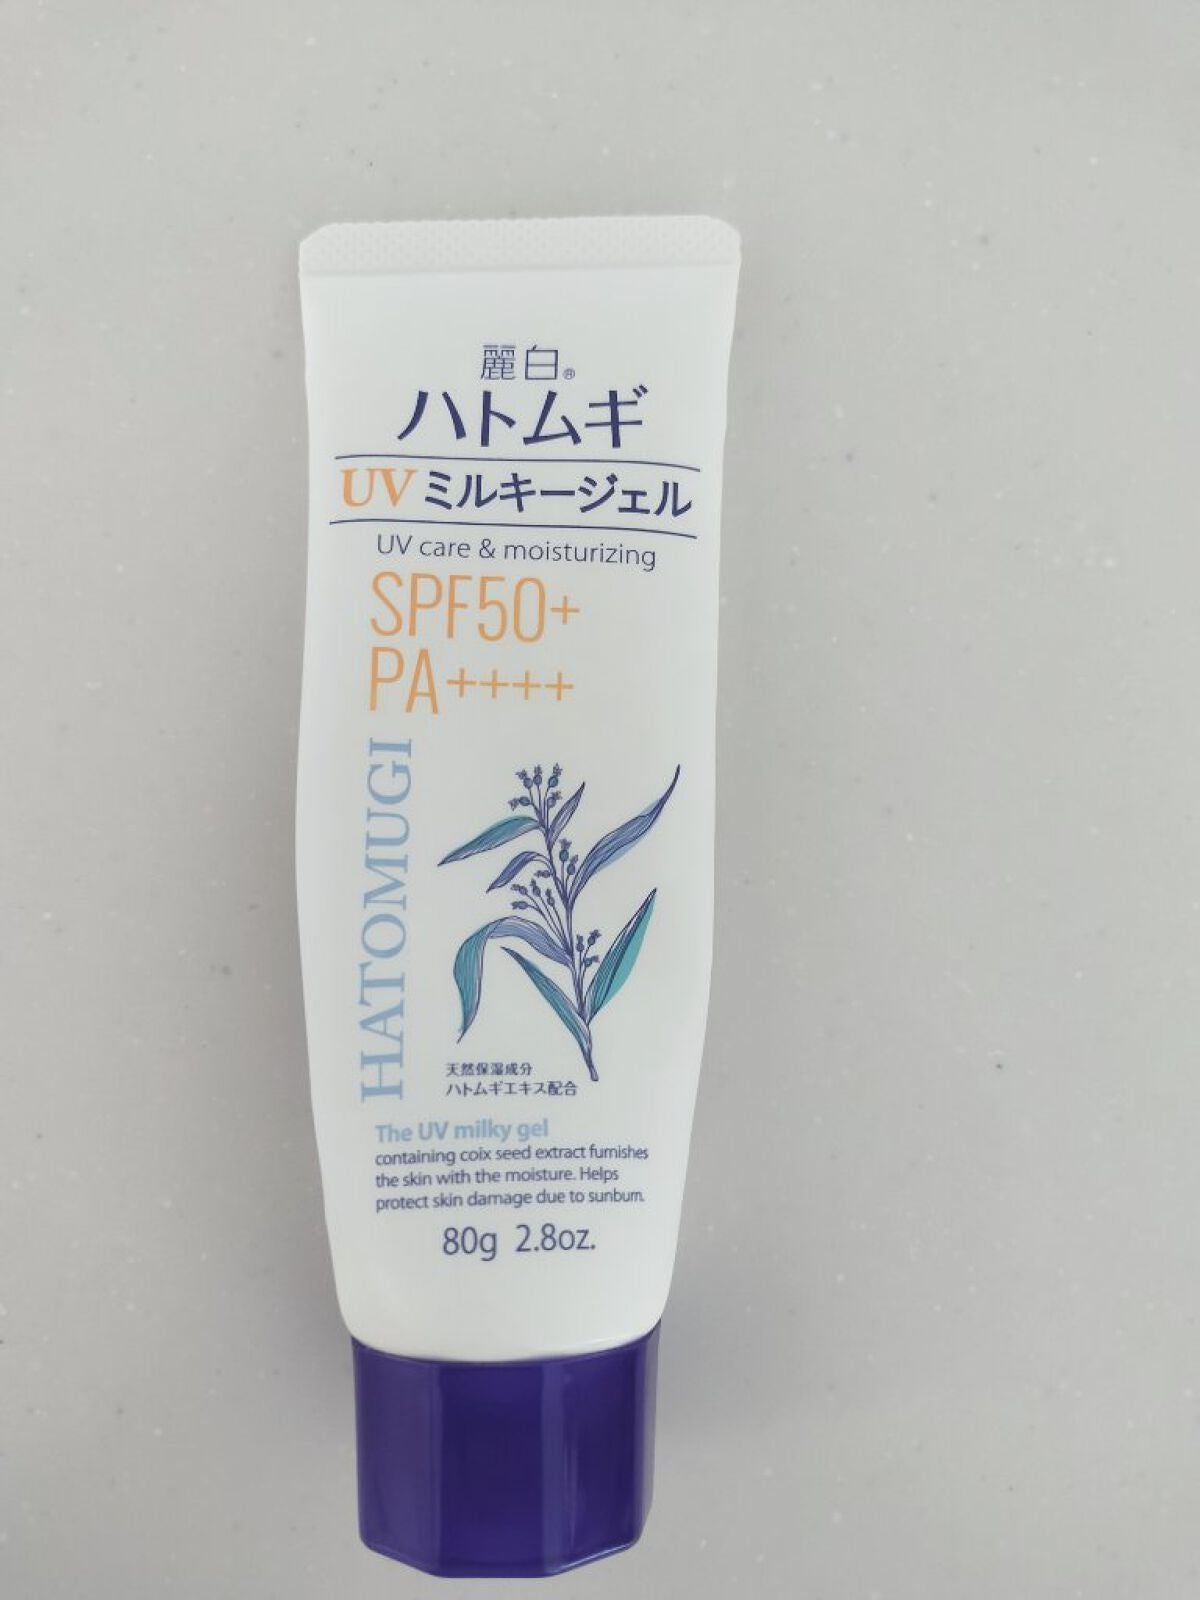 麗白®
ハトムギ
UVミルキージェル
UV care & moisturizing
SPF50+
PA++++
HATOMUGI
天然保湿成分
ハトムギエキス配合
The UV milky gel
containing coix seed extract furnishes
the skin with the moisture. Helps
protect skin damage due to sunburn.
80g 2.8oz.